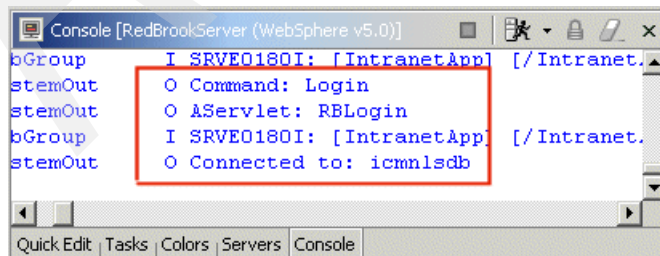 Console [RedBrookServer (WebSphere v5.0)]
bGroup I SRVE0180I: [IntranetApp] [/Intranet.
stemOut O Command: Login
stemOut O AServlet: RBLogin
bGroup I SRVE0180I: [IntranetApp] [/Intranet.
stemOut O Connected to: icmnlsdb
Quick Edit Tasks Colors Servers Console